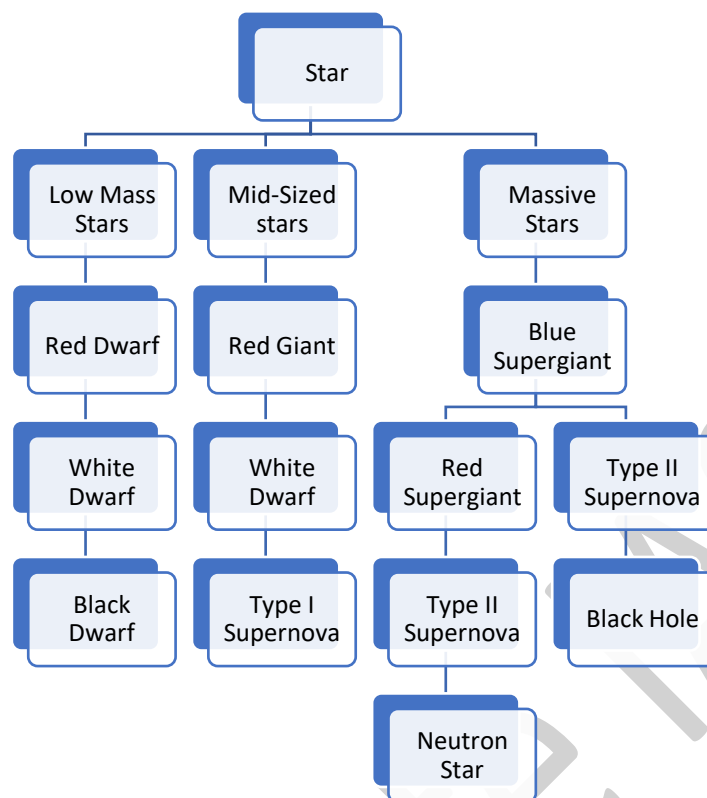 Star
Low Mass
Stars
Mid-Sized
stars
Massive
Stars
Red Dwarf
Red Giant
Blue
Supergiant
White
Dwarf
White
Dwarf
Red
Supergiant
Type II
Supernova
Black
Dwarf
Type I
Supernova
Type II
Supernova
Black Hole
Neutron
Star